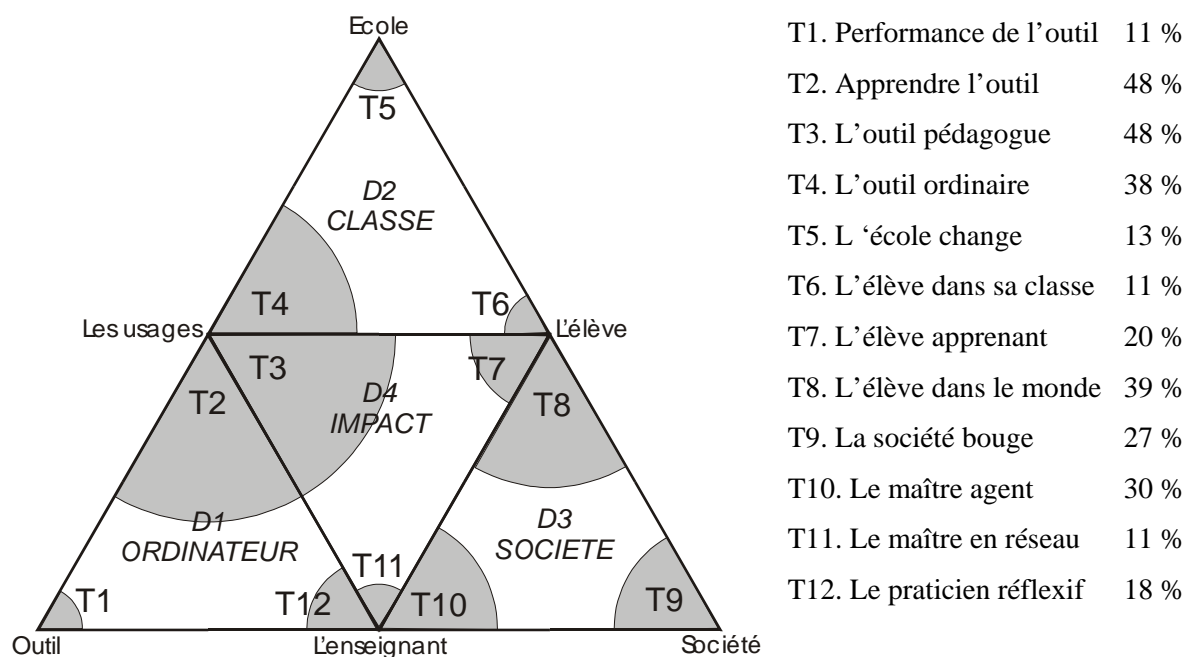 Ecole
T5
D2
CLASSE
T4
T6
Les usages
L'élève
T3
T7
T2
D4
IMPACT
T8
D1
ORDINATEUR
D3
SOCIETE
T11
T1
T12
T10
T9
Outil
L'enseignant
Société
T1. Performance de l’outil 11 %
T2. Apprendre l’outil 48 %
T3. L’outil pédagogue 48 %
T4. L’outil ordinaire 38 %
T5. L ‘école change 13 %
T6. L’élève dans sa classe 11 %
T7. L’élève apprenant 20 %
T8. L’élève dans le monde 39 %
T9. La société bouge 27 %
T10. Le maître agent 30 %
T11. Le maître en réseau 11 %
T12. Le praticien réflexif 18 %